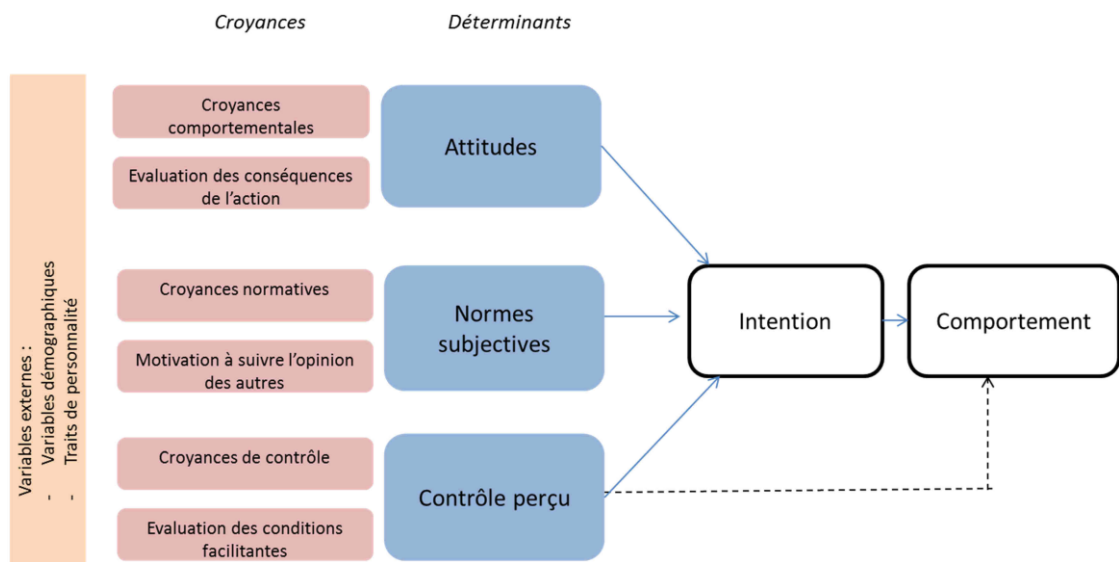 Croyances
Déterminants
Variables externes :
- Variables démographiques
- Traits de personnalité
Croyances
comportementales
Evaluation des conséquences
de l'action
Attitudes
Croyances normatives
Motivation à suivre l'opinion
des autres
Normes
subjectives
Croyances de contrôle
Evaluation des conditions
facilitantes
Contrôle perçu
Intention
Comportement